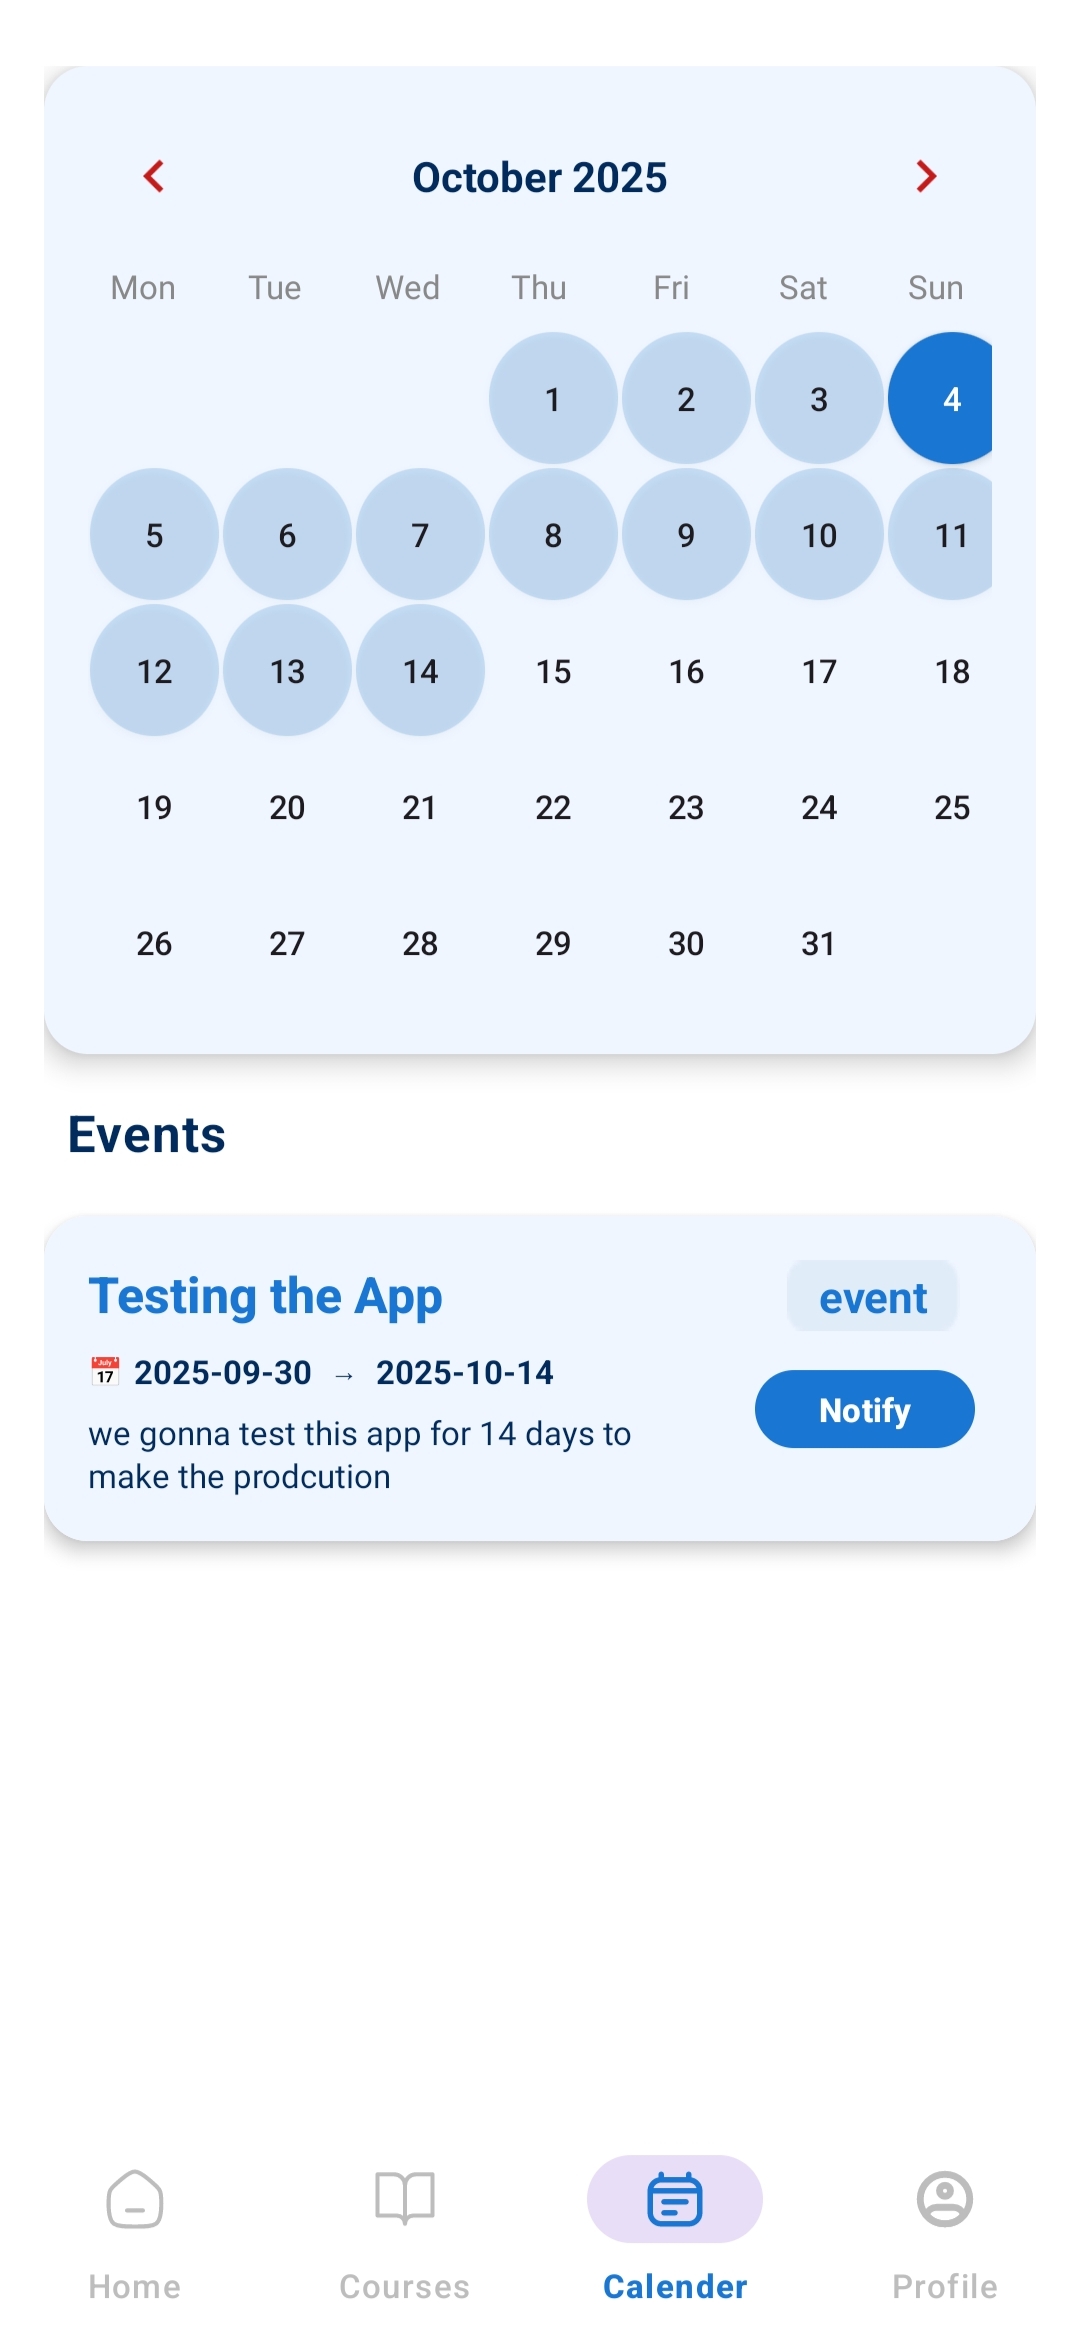 October 2025
Mon Tue Wed Thu Fri Sat Sun
1 2 3 4
5 6 7 8 9 10 11
12 13 14 15 16 17 18
19 20 21 22 23 24 25
26 27 28 29 30 31
Events
Testing the App event
📅 2025-09-30 → 2025-10-14
Notify
we gonna test this app for 14 days to
make the prodcution
Home Courses Calender Profile